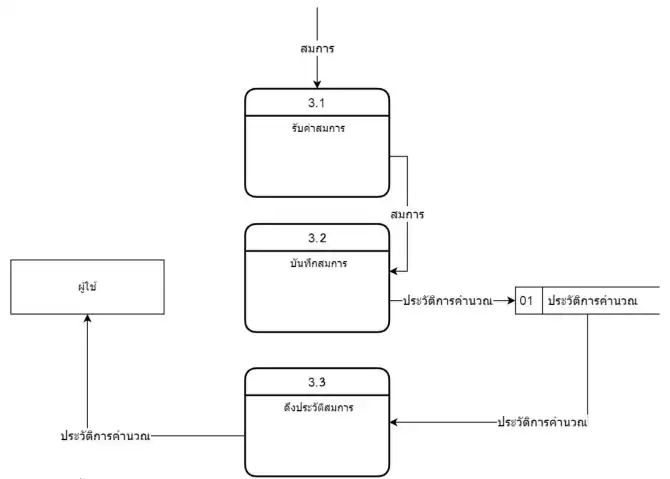 สมการ
3.1
รับค่าสมการ
สมการ
3.2
บันทึกสมการ
ผู้ใช้
ประวัติการคำนวณ
01 ประวัติการคำนวณ
3.3
ดึงประวัติสมการ
ประวัติการคำนวณ
ประวัติการคำนวณ